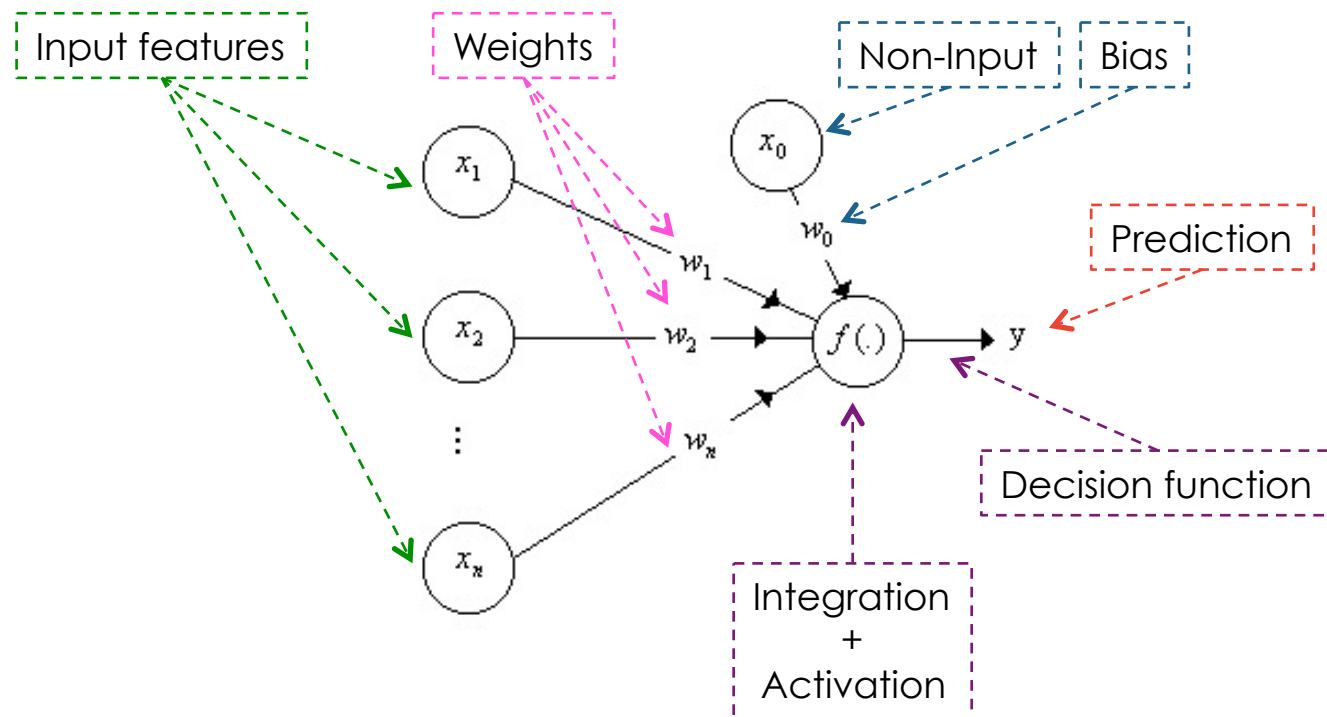 Input features
Weights
Non-Input
Bias
x₀
x₁
w₀
Prediction
w₁
x₂
w₂
f(.)
y
⋮
wₙ
Decision function
xₙ
Integration
+
Activation